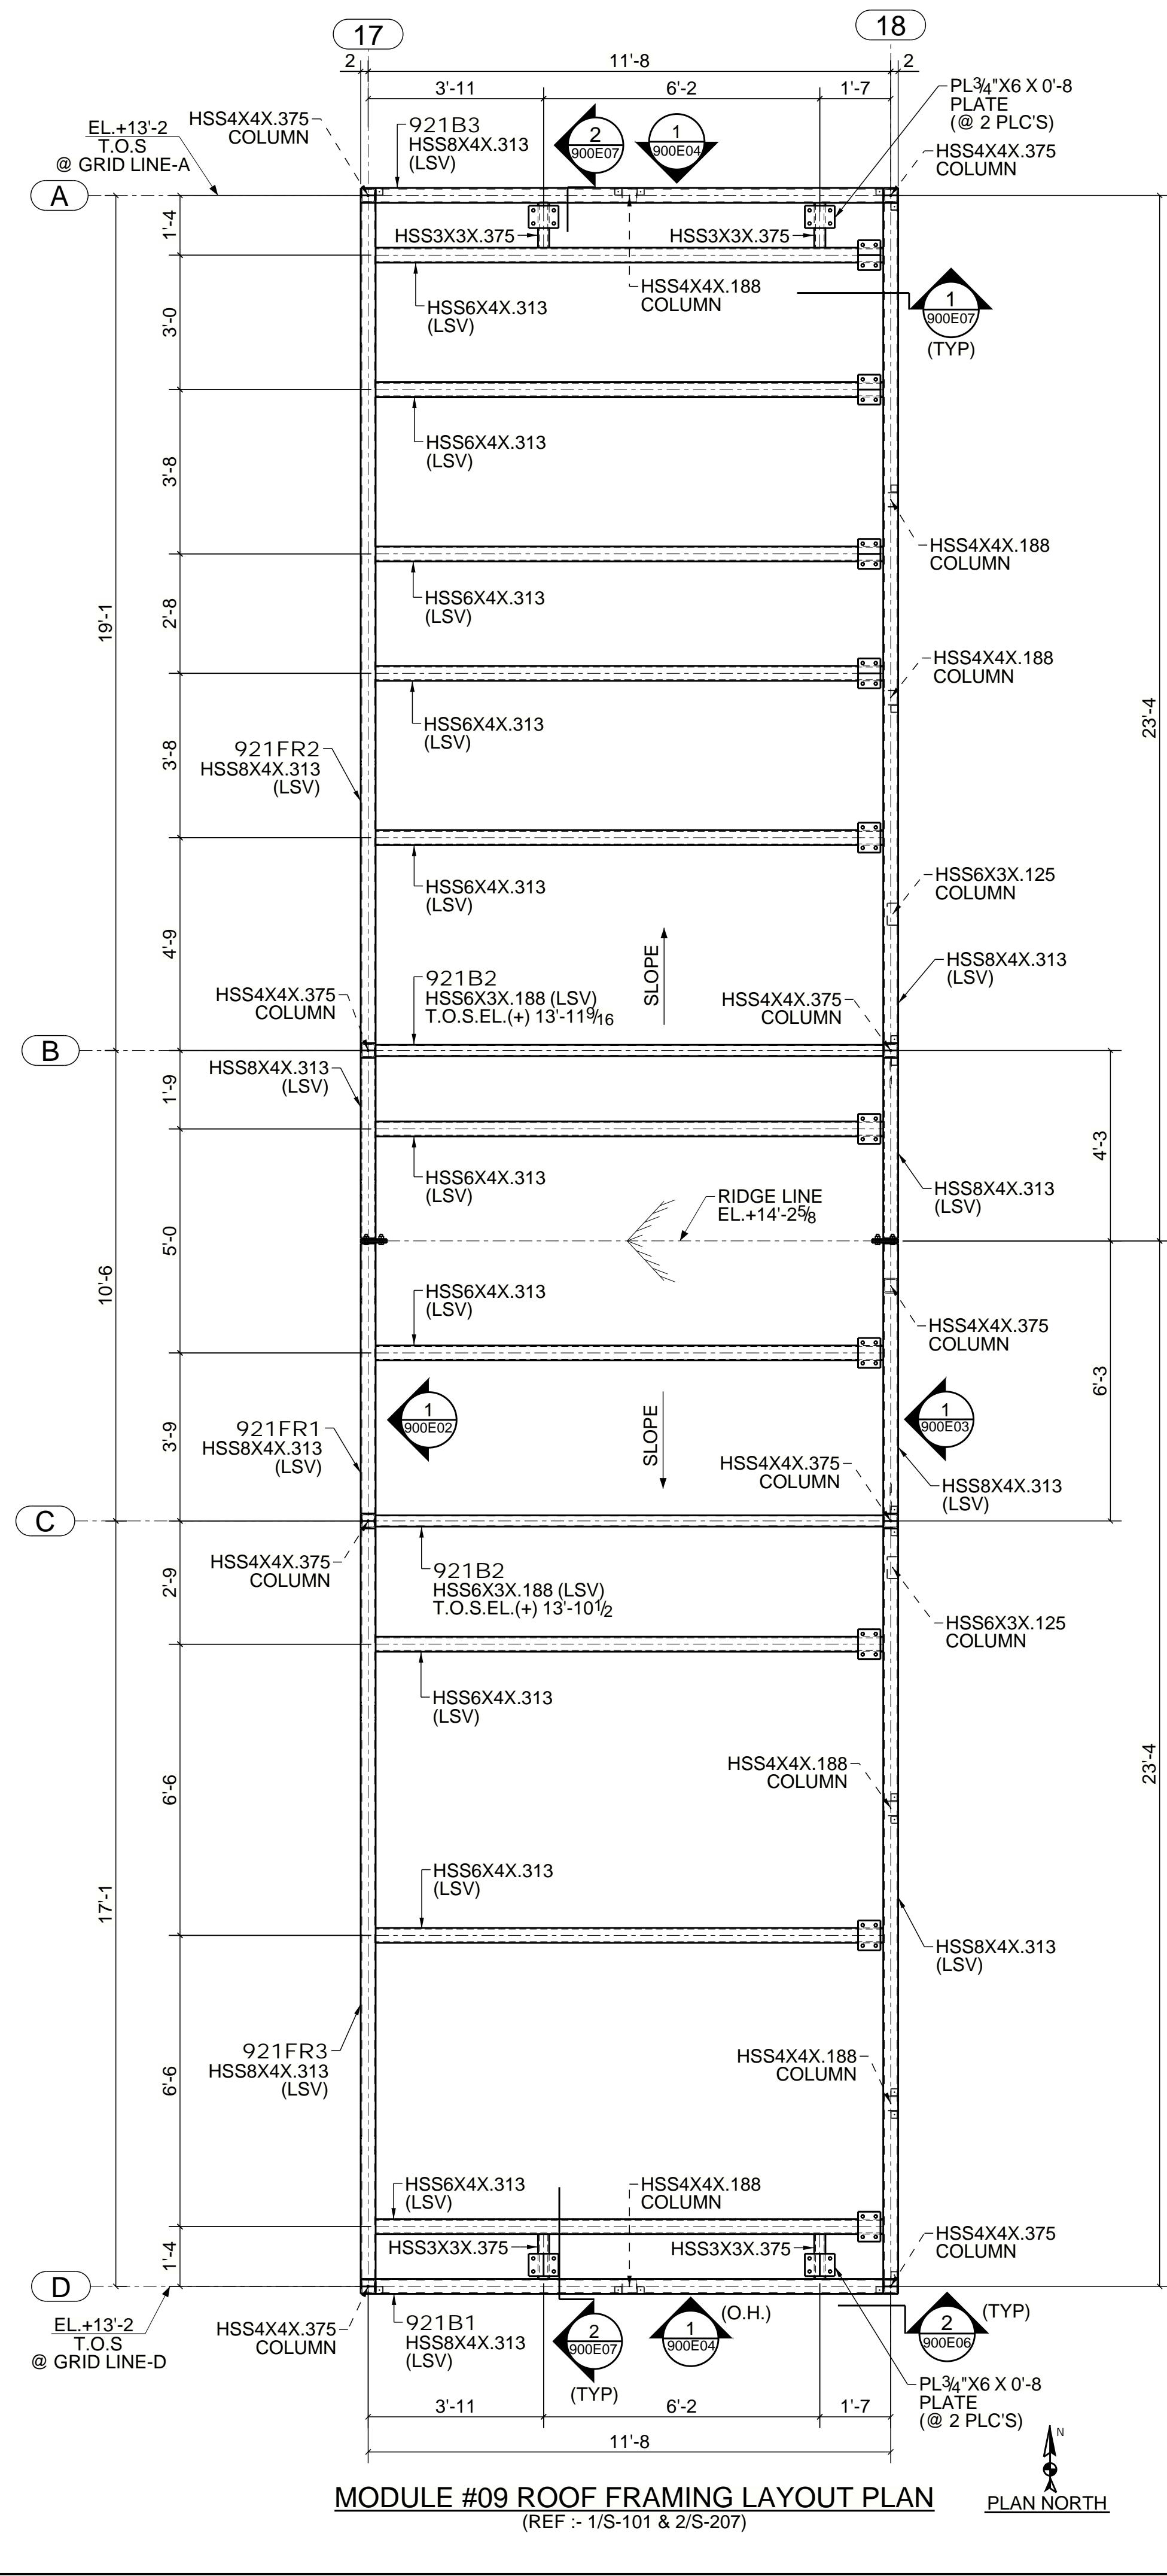 17
18
2
11'-8
2
3'-11
6'-2
1'-7
PL3/4"X6 X 0'-8
PLATE
(@ 2 PLC'S)
HSS4X4X.375
COLUMN
EL.+13'-2
T.O.S
@ GRID LINE-A
921B3
HSS8X4X.313
(LSV)
2
900E07
1
900E04
HSS4X4X.375
COLUMN
A
1'-4
HSS3X3X.375
HSS3X3X.375
HSS6X4X.313
(LSV)
HSS4X4X.188
COLUMN
1
900E07
(TYP)
3'-0
HSS6X4X.313
(LSV)
3'-8
HSS4X4X.188
COLUMN
HSS6X4X.313
(LSV)
2'-8
19'-1
HSS4X4X.188
COLUMN
HSS6X4X.313
(LSV)
23'-4
921FR2
HSS8X4X.313
(LSV)
3'-8
HSS6X4X.313
(LSV)
HSS6X3X.125
COLUMN
4'-9
SLOPE
HSS8X4X.313
(LSV)
921B2
HSS6X3X.188 (LSV)
T.O.S.EL.(+) 13'-119/16
HSS4X4X.375
COLUMN
HSS4X4X.375
COLUMN
B
HSS8X4X.313
(LSV)
1'-9
4'-3
HSS6X4X.313
(LSV)
HSS8X4X.313
(LSV)
RIDGE LINE
EL.+14'-25/8
5'-0
10'-6
HSS6X4X.313
(LSV)
HSS4X4X.375
COLUMN
6'-3
1
900E02
1
900E03
921FR1
HSS8X4X.313
(LSV)
3'-9
SLOPE
HSS4X4X.375
COLUMN
HSS8X4X.313
(LSV)
C
HSS4X4X.375
COLUMN
921B2
HSS6X3X.188 (LSV)
T.O.S.EL.(+) 13'-101/2
2'-9
HSS6X3X.125
COLUMN
HSS6X4X.313
(LSV)
HSS4X4X.188
COLUMN
23'-4
6'-6
HSS6X4X.313
(LSV)
17'-1
HSS8X4X.313
(LSV)
921FR3
HSS8X4X.313
(LSV)
HSS4X4X.188
COLUMN
6'-6
HSS6X4X.313
(LSV)
HSS4X4X.188
COLUMN
HSS3X3X.375
HSS3X3X.375
HSS4X4X.375
COLUMN
1'-4
D
EL.+13'-2
T.O.S
@ GRID LINE-D
HSS4X4X.375
COLUMN
921B1
HSS8X4X.313
(LSV)
2
900E07
(TYP)
1
900E04
(O.H.)
2
900E06
(TYP)
PL3/4"X6 X 0'-8
PLATE
(@ 2 PLC'S)
3'-11
6'-2
1'-7
11'-8
N
PLAN NORTH
MODULE #09 ROOF FRAMING LAYOUT PLAN
(REF :- 1/S-101 & 2/S-207)